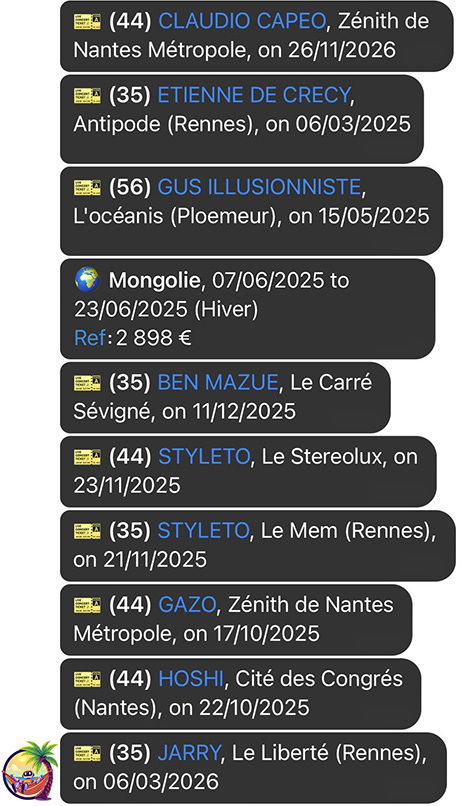 (44) CLAUDIO CAPEO, Zénith de
Nantes Métropole, on 26/11/2026
(35) ETIENNE DE CRECY,
Antipode (Rennes), on 06/03/2025
(56) GUS ILLUSIONNISTE,
L'océanis (Ploemeur), on 15/05/2025
Mongolie, 07/06/2025 to
23/06/2025 (Hiver)
Ref: 2 898 €
(35) BEN MAZUE, Le Carré
Sévigné, on 11/12/2025
(44) STYLETO, Le Stereolux, on
23/11/2025
(35) STYLETO, Le Mem (Rennes),
on 21/11/2025
(44) GAZO, Zénith de Nantes
Métropole, on 17/10/2025
(44) HOSHI, Cité des Congrés
(Nantes), on 22/10/2025
(35) JARRY, Le Liberté (Rennes),
on 06/03/2026